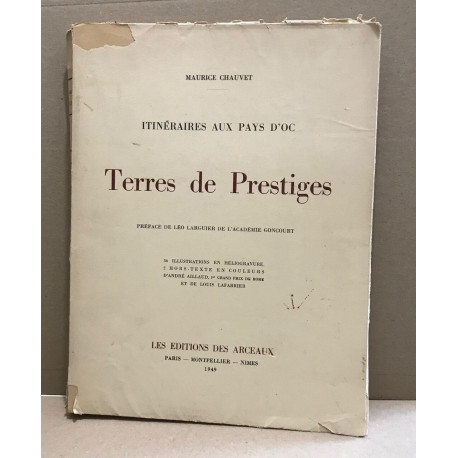 MAURICE CHAUVET
ITINÉRAIRES AUX PAYS D'OC
Terres de Prestiges
PRÉFACE DE LÉO LARGUIER DE L'ACADÉMIE GONCOURT
ILLUSTRATIONS EN HÉLIOGRAVURE
HORS-TEXTE EN COULEURS
D'ANDRÉ AILLAUD, 1er GRAND PRIX DE ROME
ET DE LOUIS LAFARRIER
LES EDITIONS DES ARCEAUX
PARIS — MONTPELLIER — NIMES
1949